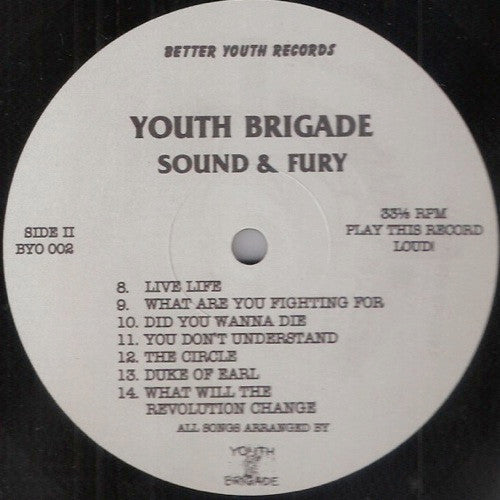 BETTER YOUTH RECORDS
YOUTH BRIGADE
SOUND & FURY
SIDE II
BYO 002
33⅓ RPM
PLAY THIS RECORD
LOUD!
8. LIVE LIFE
9. WHAT ARE YOU FIGHTING FOR
10. DID YOU WANNA DIE
11. YOU DON'T UNDERSTAND
12. THE CIRCLE
13. DUKE OF EARL
14. WHAT WILL THE
REVOLUTION CHANGE
ALL SONGS ARRANGED BY
YOUTH
BRIGADE